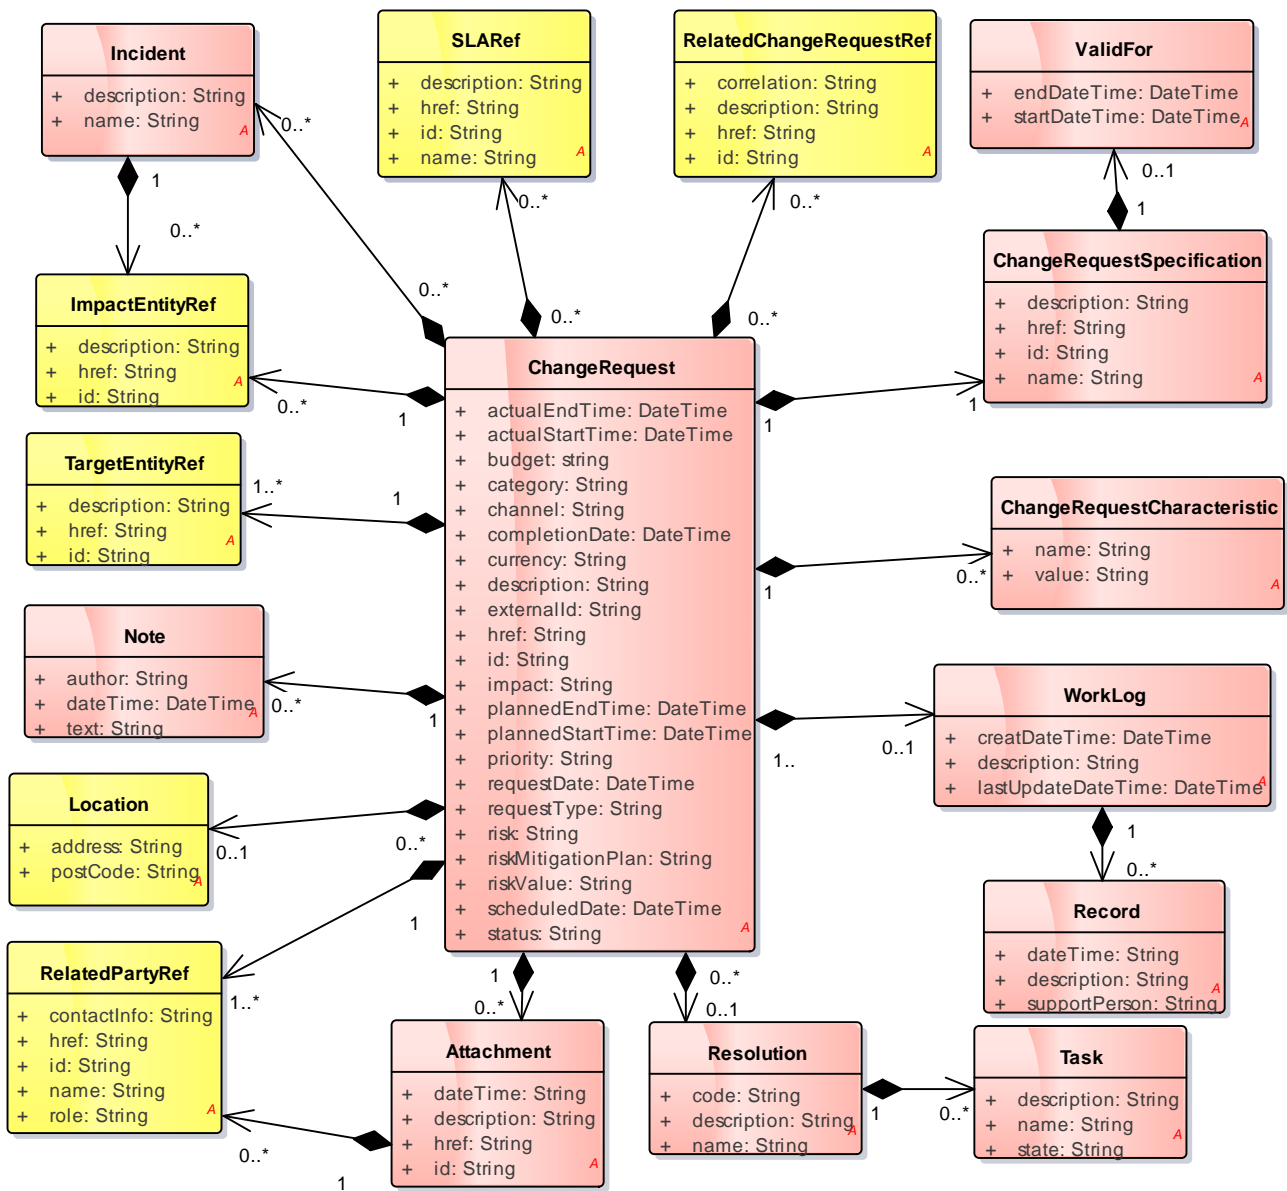 Incident
+ description: String
+ name: String
A
SLARef
+ description: String
+ href: String
+ id: String
+ name: String
A
RelatedChangeRequestRef
+ correlation: String
+ description: String
+ href: String
+ id: String
A
ValidFor
+ endDateTime: DateTime
+ startDateTime: DateTime
A
0..*
0..*
0..*
0..1
1
1
0..*
ChangeRequestSpecification
+ description: String
+ href: String
+ id: String
+ name: String
A
ImpactEntityRef
+ description: String
+ href: String
+ id: String
A
0..*
0..*
0..*
0..*
1
1
1
TargetEntityRef
+ description: String
+ href: String
+ id: String
A
1..*
1
ChangeRequest
+ actualEndTime: DateTime
+ actualStartTime: DateTime
+ budget: string
+ category: String
+ channel: String
+ completionDate: DateTime
+ currency: String
+ description: String
+ externalId: String
+ href: String
+ id: String
+ impact: String
+ plannedEndTime: DateTime
+ plannedStartTime: DateTime
+ priority: String
+ requestDate: DateTime
+ requestType: String
+ risk: String
+ riskMitigationPlan: String
+ riskValue: String
+ scheduledDate: DateTime
+ status: String
A
ChangeRequestCharacteristic
+ name: String
+ value: String
A
1
0..*
Note
+ author: String
+ dateTime: DateTime
+ text: String
A
0..*
1
WorkLog
+ creatDateTime: DateTime
+ description: String
+ lastUpdateDateTime: DateTime
A
1..
0..1
Location
+ address: String
+ postCode: String
A
0..1
0..*
1
0..*
Record
+ dateTime: String
+ description: String
+ supportPerson: String
A
RelatedPartyRef
+ contactInfo: String
+ href: String
+ id: String
+ name: String
+ role: String
A
1
1..*
1
0..*
0..*
0..1
Attachment
+ dateTime: String
+ description: String
+ href: String
+ id: String
A
0..*
1
Resolution
+ code: String
+ description: String
+ name: String
A
1
0..*
Task
+ description: String
+ name: String
+ state: String
A